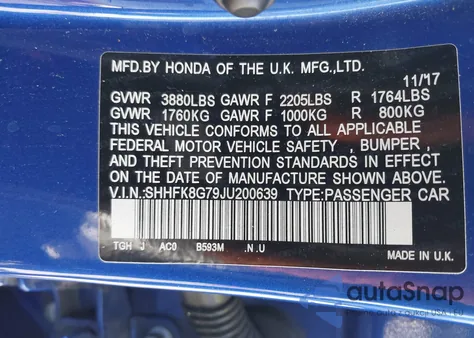 MFD.BY HONDA OF THE U.K. MFG.,LTD.
11/17
GVWR 3880LBS GAWR F 2205LBS R 1764LBS
GVWR 1760KG GAWR F 1000KG R 800KG
THIS VEHICLE CONFORMS TO ALL APPLICABLE
FEDERAL MOTOR VEHICLE SAFETY , BUMPER ,
AND THEFT PREVENTION STANDARDS IN EFFECT
ON THE DATE OF MANUFACTURE SHOWN ABOVE.
V.I.N.:SHHFK8G79JU200639 TYPE:PASSENGER CAR
TGH J AC0 B593M .N.U
autoSnap